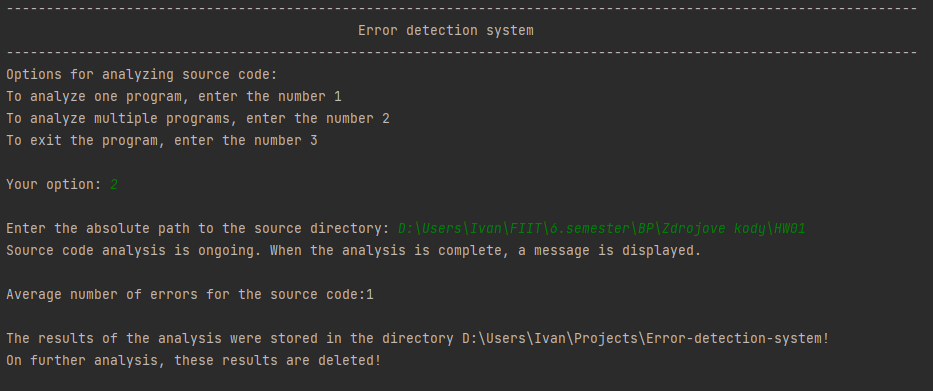 --------------------------------------------------------------------------------------------------------------------
Error detection system
--------------------------------------------------------------------------------------------------------------------
Options for analyzing source code:
To analyze one program, enter the number 1
To analyze multiple programs, enter the number 2
To exit the program, enter the number 3
Your option: 2
Enter the absolute path to the source directory: D:\Users\Ivan\FIIT\6.semester\BP\Zdrojove kody\HW01
Source code analysis is ongoing. When the analysis is complete, a message is displayed.
Average number of errors for the source code:1
The results of the analysis were stored in the directory D:\Users\Ivan\Projects\Error-detection-system!
On further analysis, these results are deleted!